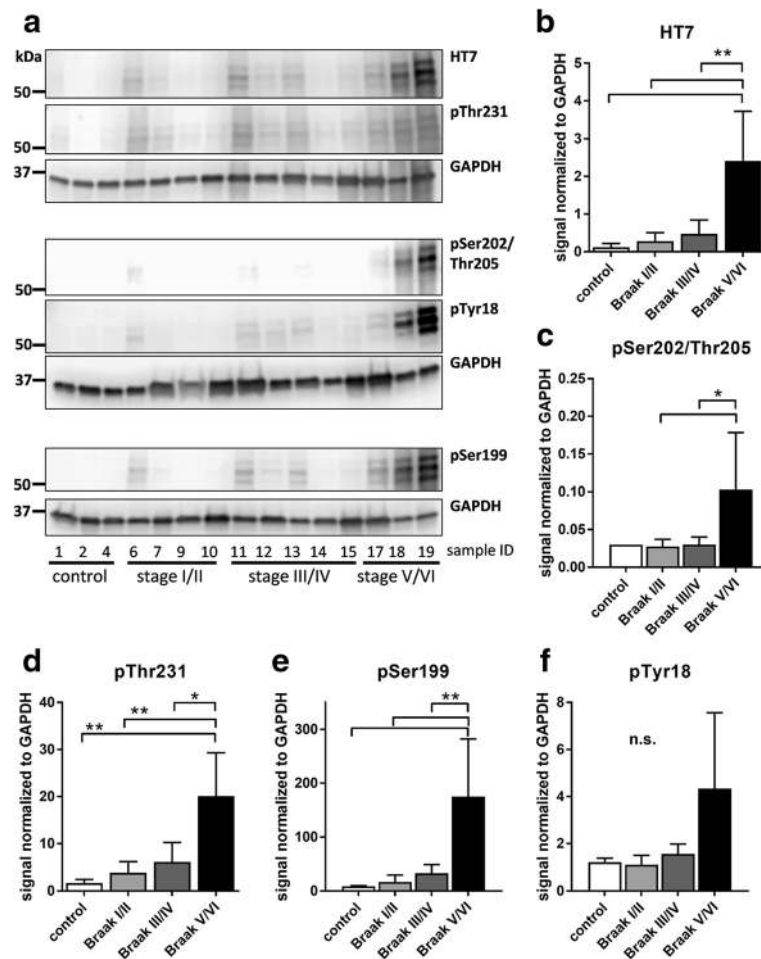 a
kDa
HT7
50
pThr231
50
37
GAPDH
pSer202/
Thr205
50
pTyr18
50
37
GAPDH
pSer199
50
37
GAPDH
1 2 4 6 7 9 10 11 12 13 14 15 17 18 19 sample ID
control stage I/II stage III/IV stage V/VI
b
HT7
**
signal normalized to GAPDH
5
4
3
2
1
0
control
Braak I/II
Braak III/IV
Braak V/VI
c
pSer202/Thr205
*
signal normalized to GAPDH
0.25
0.20
0.15
0.10
0.05
0.00
control
Braak I/II
Braak III/IV
Braak V/VI
d
pThr231
*
**
**
signal normalized to GAPDH
40
30
20
10
0
control
Braak I/II
Braak III/IV
Braak V/VI
e
pSer199
**
signal normalized to GAPDH
300
200
100
0
control
Braak I/II
Braak III/IV
Braak V/VI
f
pTyr18
n.s.
signal normalized to GAPDH
8
6
4
2
0
control
Braak I/II
Braak III/IV
Braak V/VI